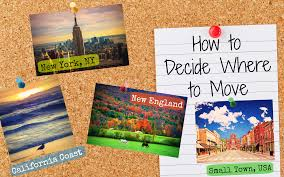 New York, NY
How to
Decide Where
to Move
New England
California Coast
Small Town, USA